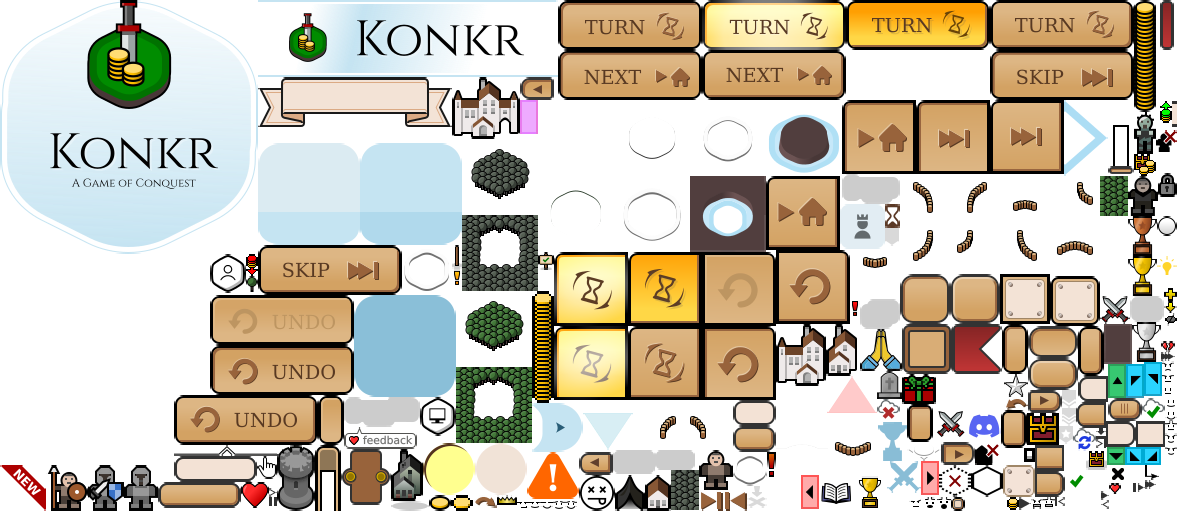 KONKR
A GAME OF CONQUEST
KONKR
TURN
TURN
TURN
TURN
NEXT
NEXT
SKIP
SKIP
UNDO
UNDO
UNDO
feedback
NEW